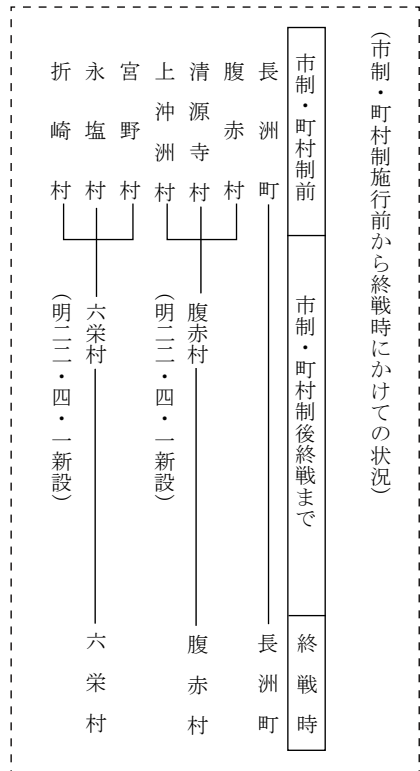 (市制・町村制施行前から終戦時にかけての状況)
市制・町村制前 市制・町村制後終戦まで 終戦時
長洲町 長洲町
腹赤村
清源寺村 腹赤村 腹赤村
上沖洲村 (明二二・四・一新設)
宮野村
永塩村 六栄村 六栄村
折崎村 (明二二・四・一新設)